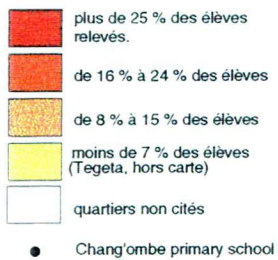 plus de 25 % des élèves
relevés.
de 16 % à 24 % des élèves
de 8 % à 15 % des élèves
moins de 7 % des élèves
(Tegeta, hors carte)
quartiers non cités
Chang'ombe primary school